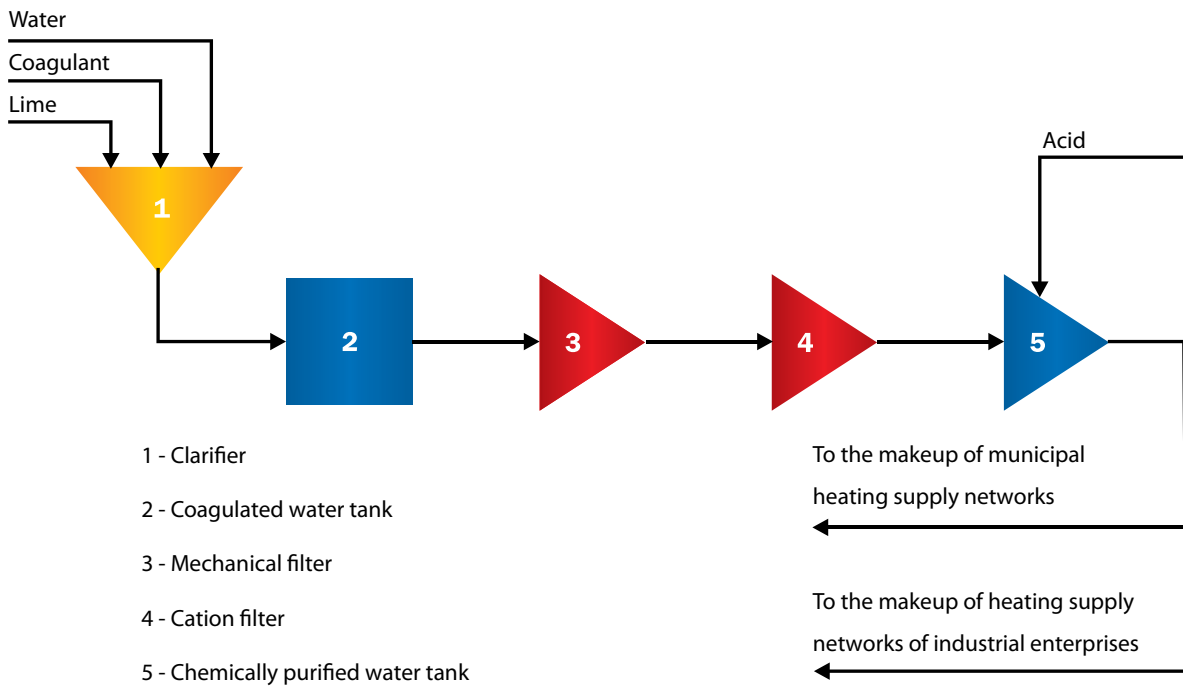 Water
Coagulant
Lime
Acid
1
2
3
4
5
1 - Clarifier
2 - Coagulated water tank
3 - Mechanical filter
4 - Cation filter
5 - Chemically purified water tank
To the makeup of municipal
heating supply networks
To the makeup of heating supply
networks of industrial enterprises